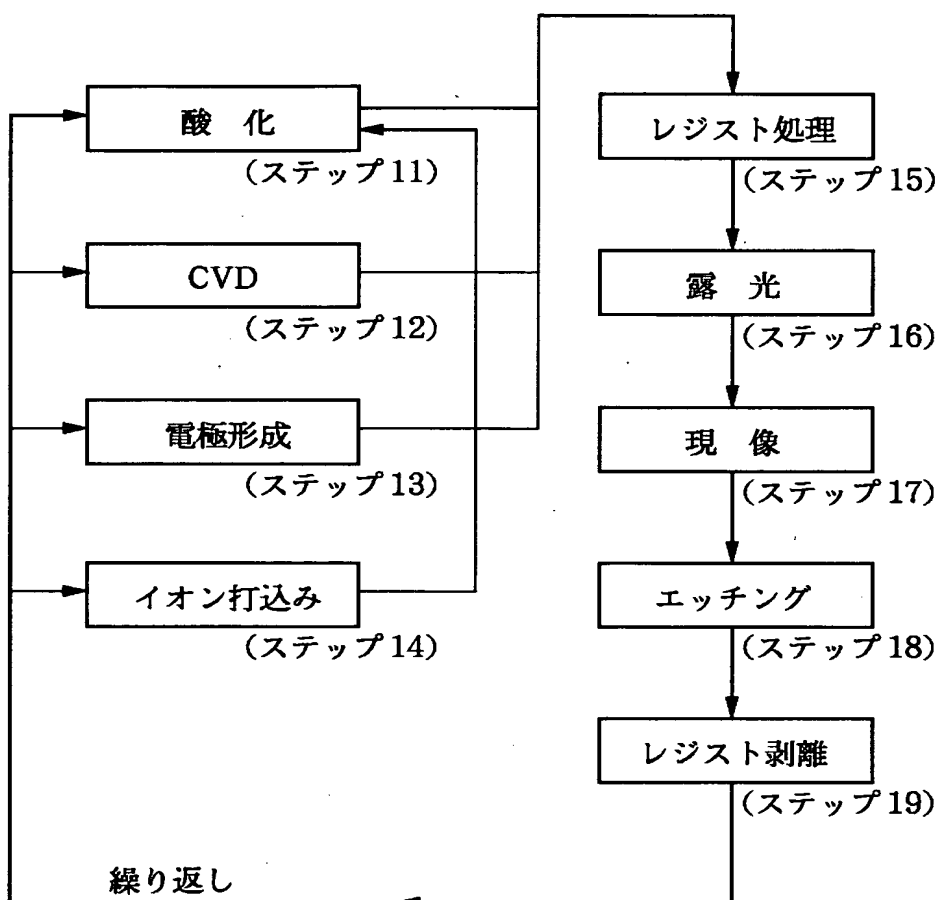 酸 化
(ステップ11)
CVD
(ステップ12)
電極形成
(ステップ13)
イオン打込み
(ステップ14)
レジスト処理
(ステップ15)
露 光
(ステップ16)
現 像
(ステップ17)
エッチング
(ステップ18)
レジスト剥離
(ステップ19)
繰り返し